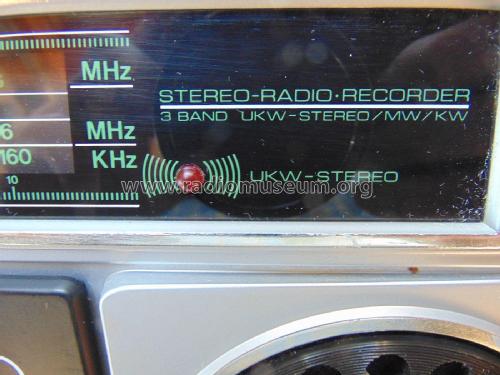 MHz
STEREO-RADIO·RECORDER
3 BAND UKW-STEREO/MW/KW
6 MHz
160 KHz
10
UKW-STEREO
www.radiomuseum.org